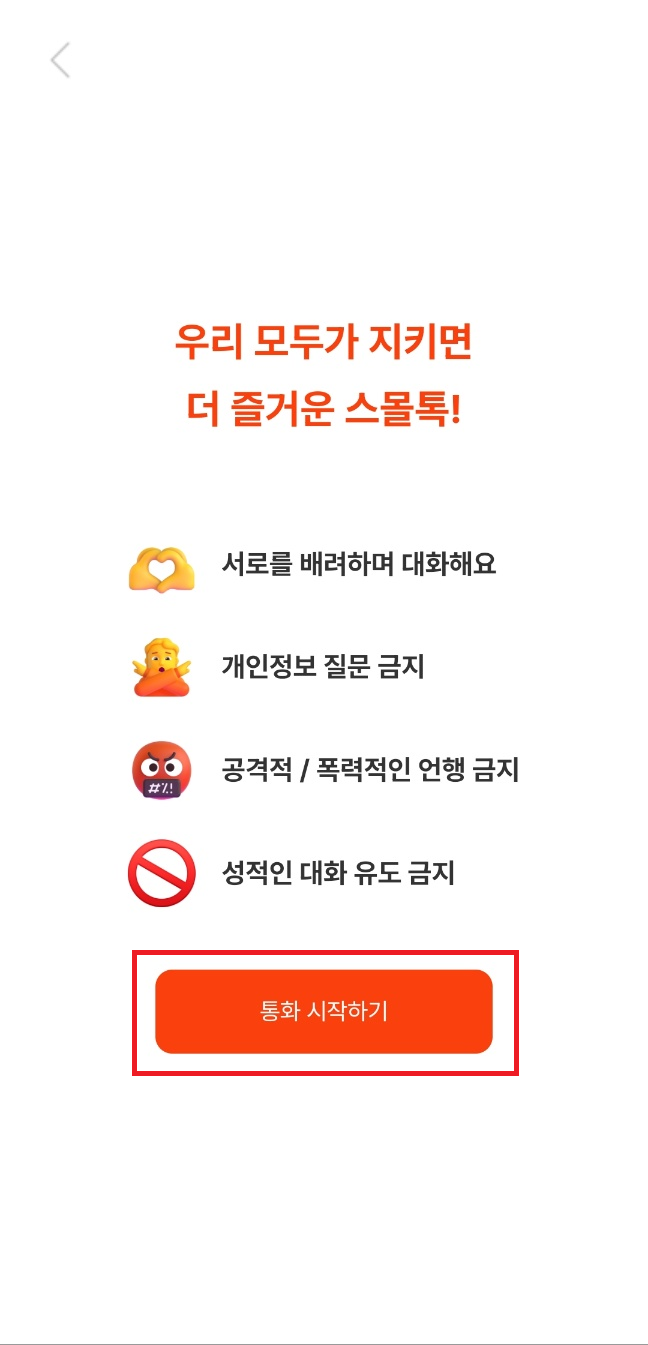 우리 모두가 지키면
더 즐거운 스몰톡!
서로를 배려하며 대화해요
개인정보 질문 금지
공격적 / 폭력적인 언행 금지
#%!
성적인 대화 유도 금지
통화 시작하기